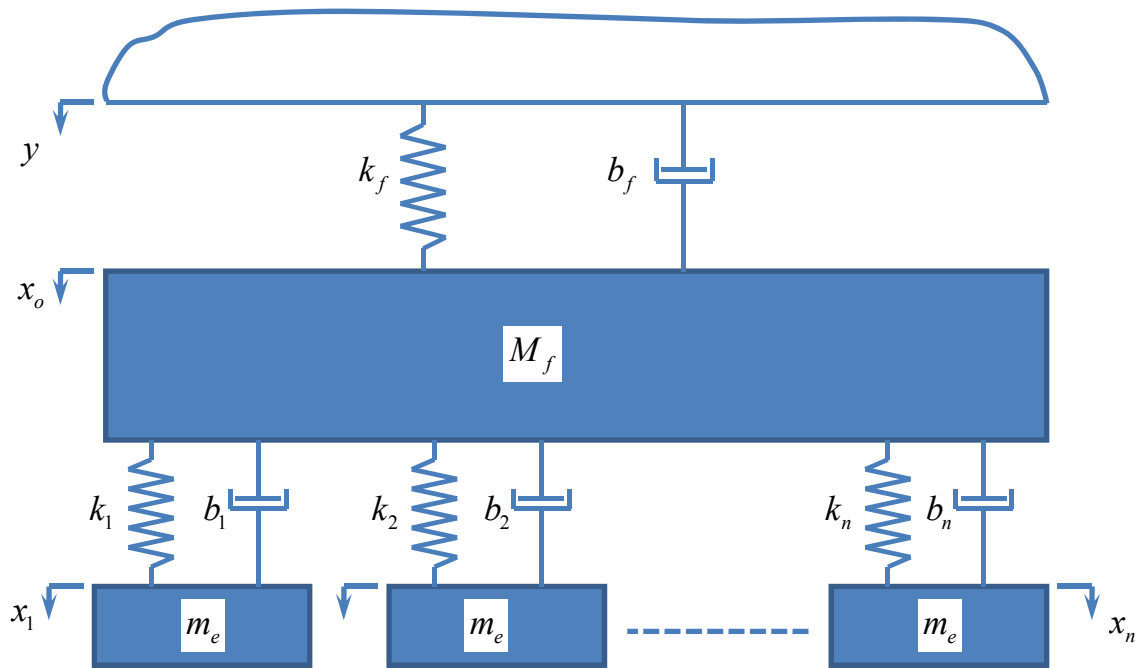 y
k_f
b_f
x_o
M_f
k_1
b_1
k_2
b_2
k_n
b_n
x_1
m_e
m_e
m_e
x_n